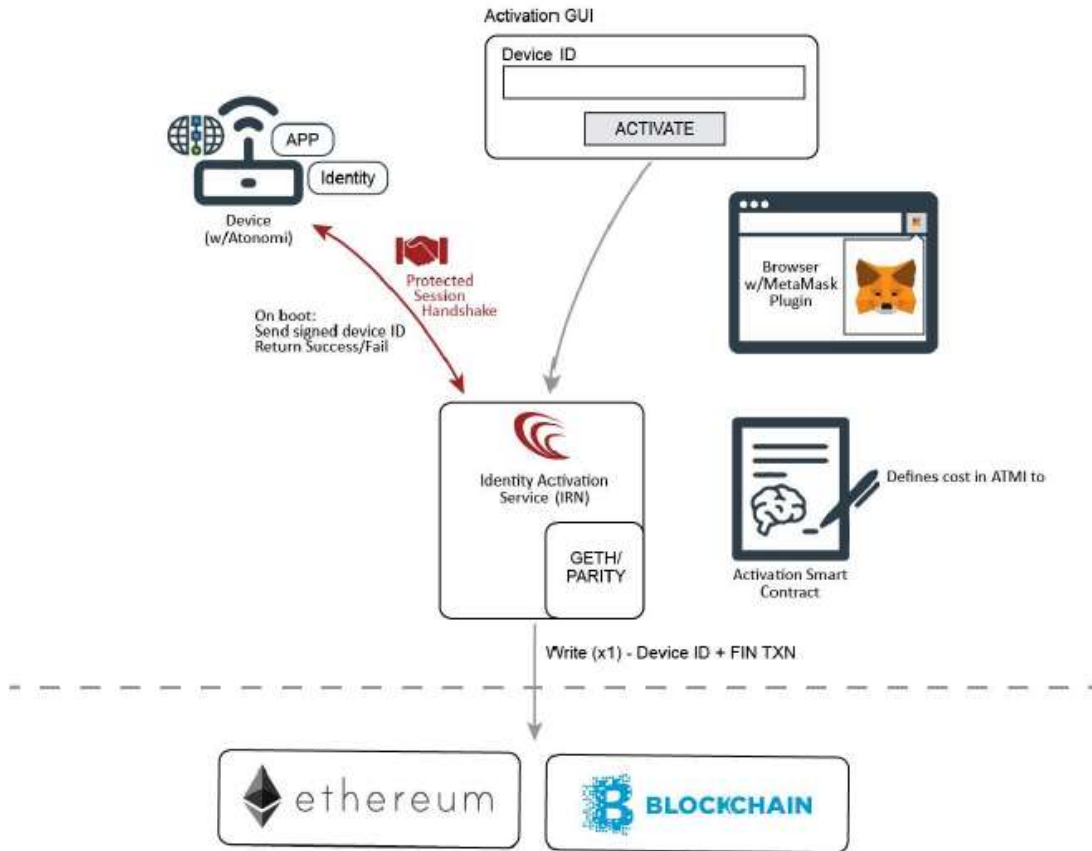 Activation GUI
Device ID
ACTIVATE
APP
Identity
Device
(w/Atonomi)
Protected
Session
Handshake
On boot:
Send signed device ID
Return Success/Fail
Browser
w/MetaMask
Plugin
Identity Activation
Service (IRN)
GETH/
PARITY
Defines cost in ATMI to
Activation Smart
Contract
Write (x1) - Device ID + FIN TXN
ethereum
BLOCKCHAIN